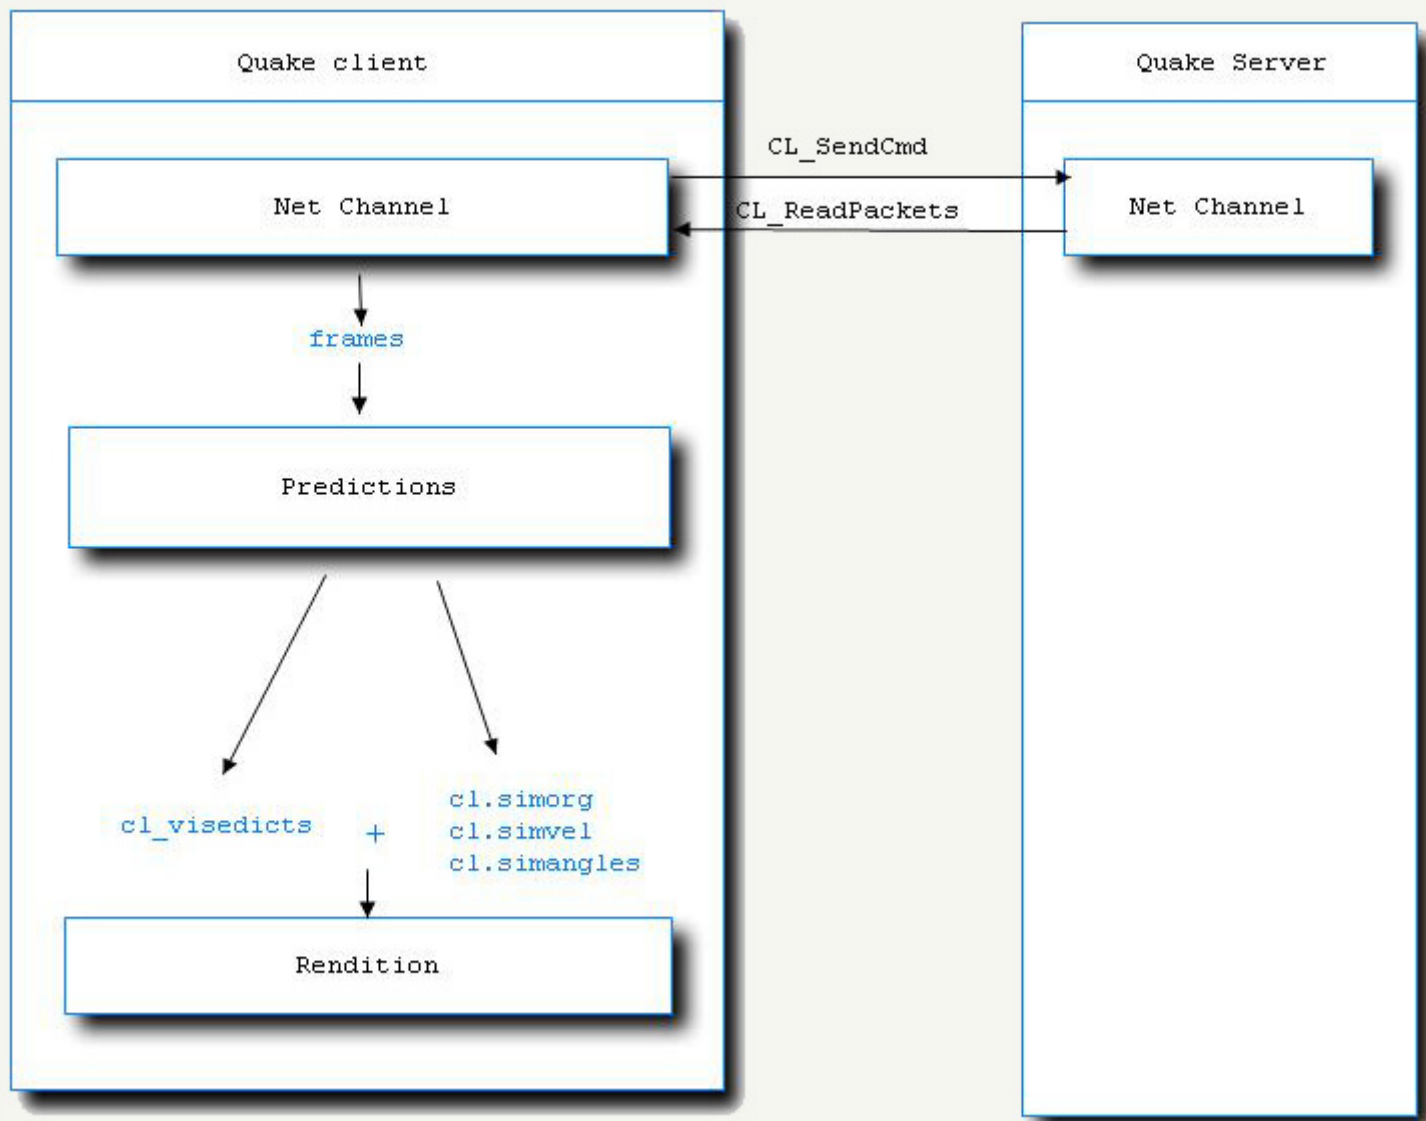 Quake client
Quake Server
CL_SendCmd
Net Channel
CL_ReadPackets
Net Channel
frames
Predictions
cl_visedicts
+
cl.simorg
cl.simvel
cl.simangles
Rendition